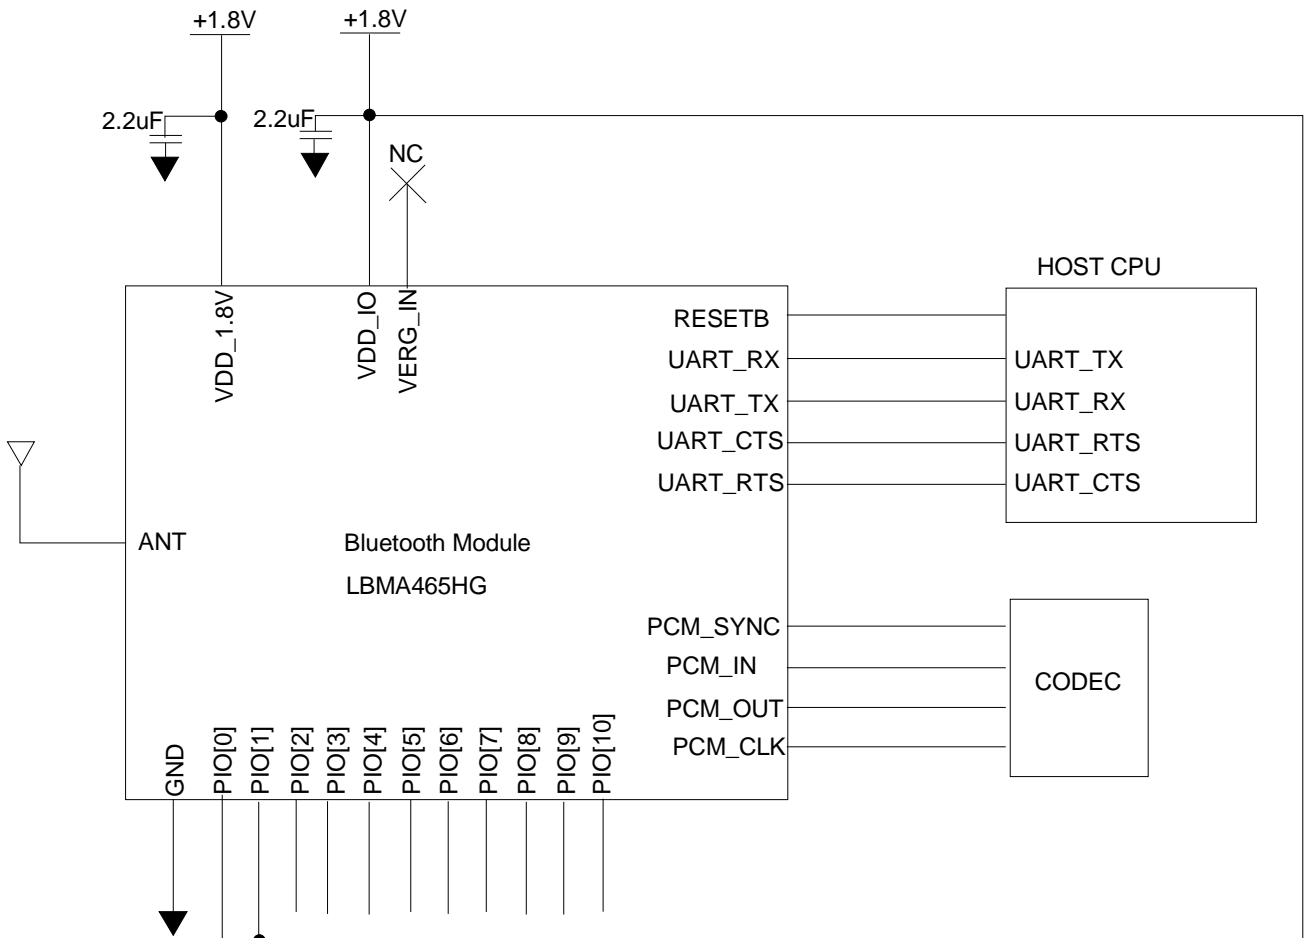 +1.8V
+1.8V
2.2uF
2.2uF
NC
HOST CPU
VDD_1.8V
VDD_IO
VERG_IN
RESETB
UART_RX
UART_TX
UART_TX
UART_RX
UART_CTS
UART_RTS
UART_RTS
UART_CTS
ANT
Bluetooth Module
LBMA465HG
PCM_SYNC
PCM_IN
CODEC
PCM_OUT
PCM_CLK
GND
PIO[0]
PIO[1]
PIO[2]
PIO[3]
PIO[4]
PIO[5]
PIO[6]
PIO[7]
PIO[8]
PIO[9]
PIO[10]